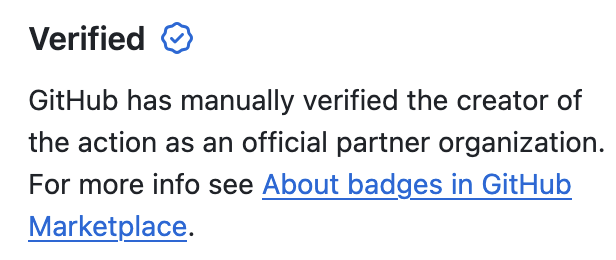 Verified
GitHub has manually verified the creator of
the action as an official partner organization.
For more info see About badges in GitHub
Marketplace.